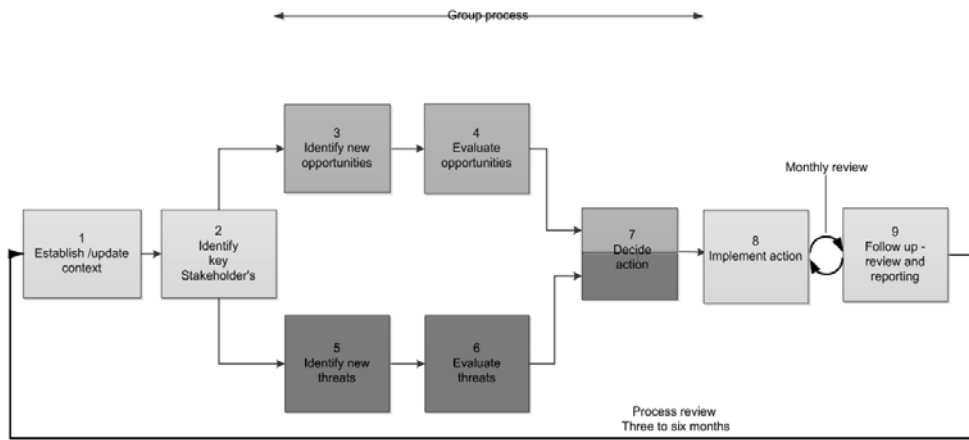 Group process
3
Identify new
opportunities
4
Evaluate
opportunities
Monthly review
1
Establish /update
context
2
Identify
key
Stakeholder's
7
Decide
action
8
Implement action
9
Follow up -
review and
reporting
5
Identify new
threats
6
Evaluate
threats
Process review
Three to six months